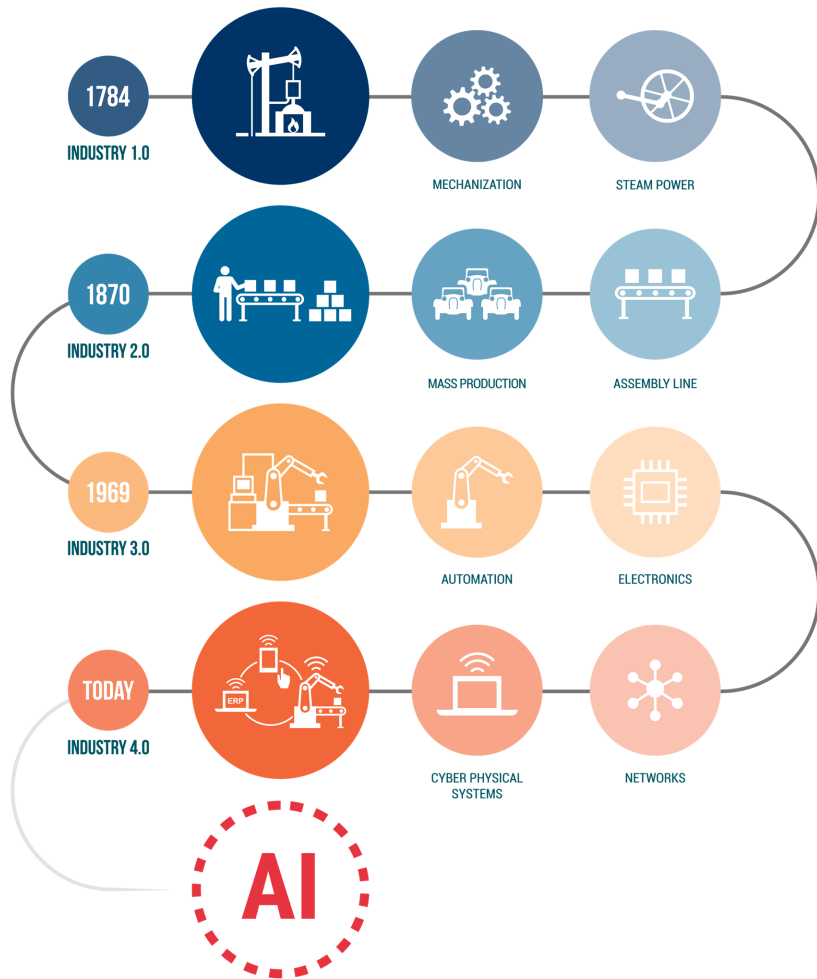 1784
INDUSTRY 1.0
MECHANIZATION
STEAM POWER
1870
INDUSTRY 2.0
MASS PRODUCTION
ASSEMBLY LINE
1969
INDUSTRY 3.0
AUTOMATION
ELECTRONICS
TODAY
INDUSTRY 4.0
ERP
CYBER PHYSICAL
SYSTEMS
NETWORKS
AI